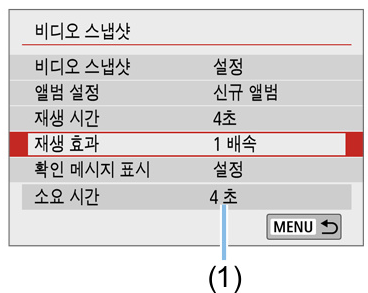 비디오 스냅샷
비디오 스냅샷 설정
앨범 설정 신규 앨범
재생 시간 4초
재생 효과 1 배속
확인 메시지 표시 설정
소요 시간 4 초
MENU
(1)